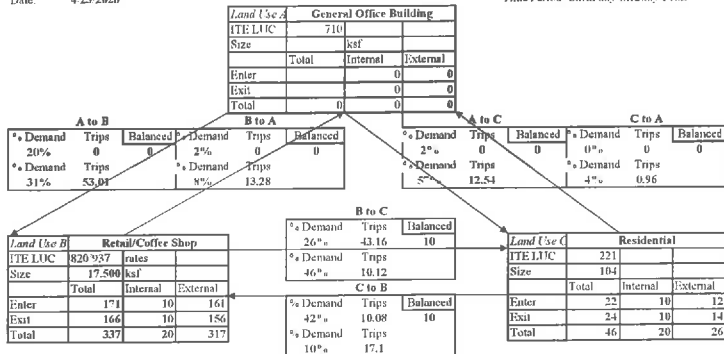 Date:
Land Use A General Office Building
ITE LUC 710
Size ksf
Total Internal External
Enter 0 0
Exit 0 0
Total 0 0 0
A to B B to A
% Demand Trips Balanced % Demand Trips Balanced
20% 0 0 2% 0 0
% Demand Trips % Demand Trips
31% 53.01 8% 13.28
A to C C to A
% Demand Trips Balanced % Demand Trips Balanced
2% 0 0 0% 0 0
% Demand Trips % Demand Trips
12.54 4% 0.96
B to C
% Demand Trips Balanced
26% 43.16 10
% Demand Trips
46% 10.12
C to B
% Demand Trips Balanced
42% 10.08 10
% Demand Trips
10% 17.1
Land Use B Retail/Coffee Shop
ITE LUC 820/937 rates
Size 17.500 ksf
Total Internal External
Enter 171 10 161
Exit 166 10 156
Total 337 20 317
Land Use C Residential
ITE LUC 221
Size 104
Total Internal External
Enter 22 10 12
Exit 24 10 14
Total 46 20 26